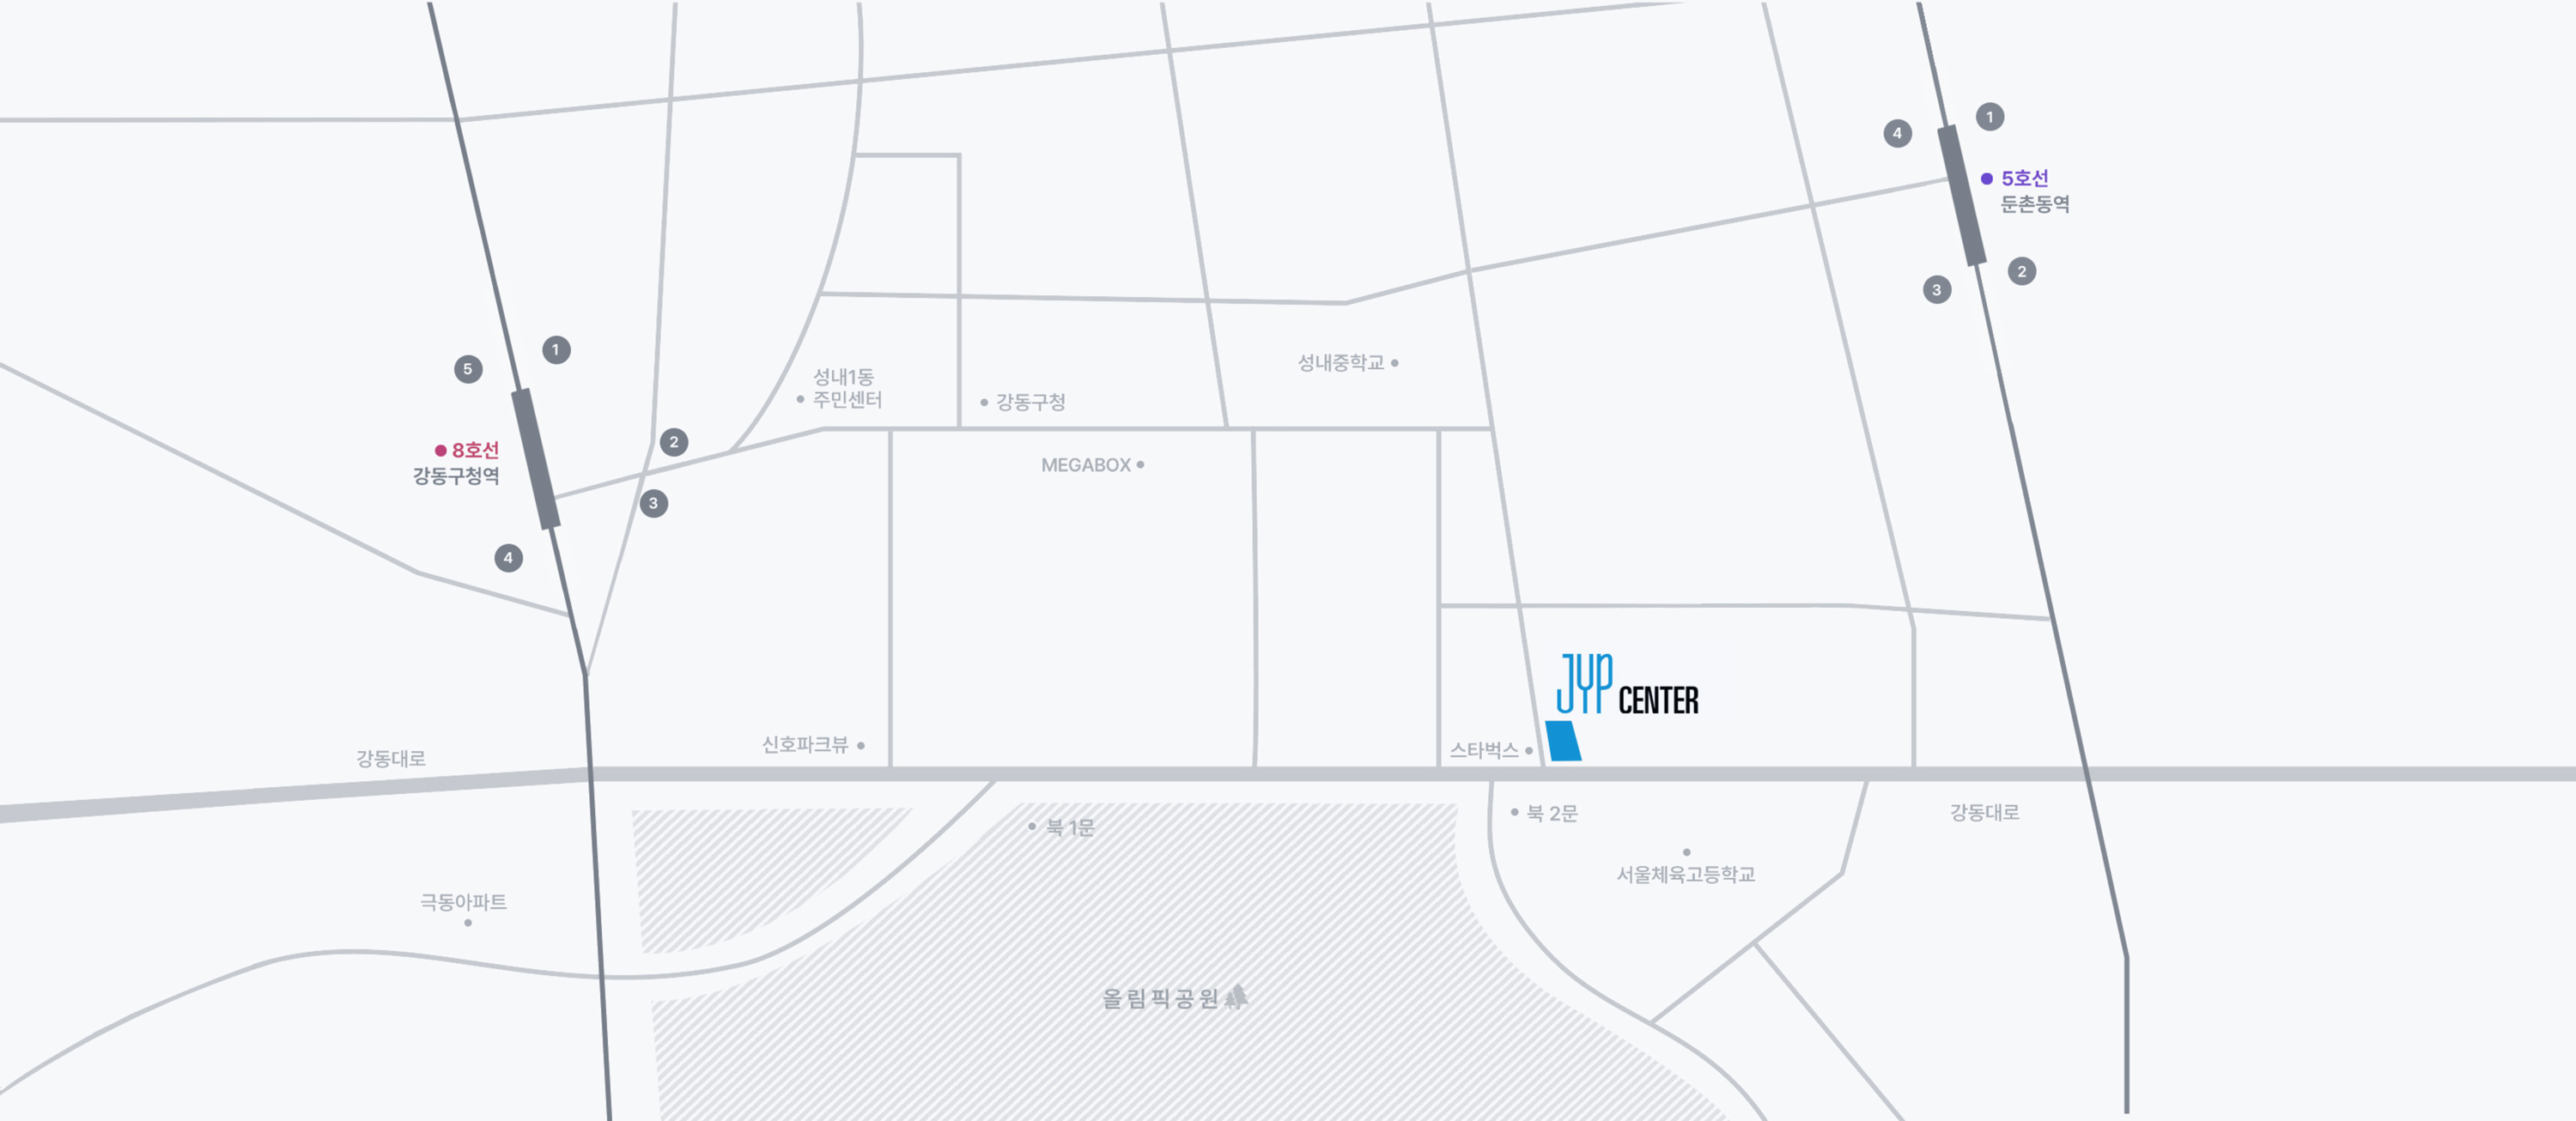 1
4
5호선
둔촌동역
2
3
1
5
성내중학교
성내1동
주민센터
강동구청
2
8호선
강동구청역
MEGABOX
3
4
JYP CENTER
신호파크뷰
스타벅스
강동대로
북 1문
북 2문
강동대로
서울체육고등학교
극동아파트
올림픽공원